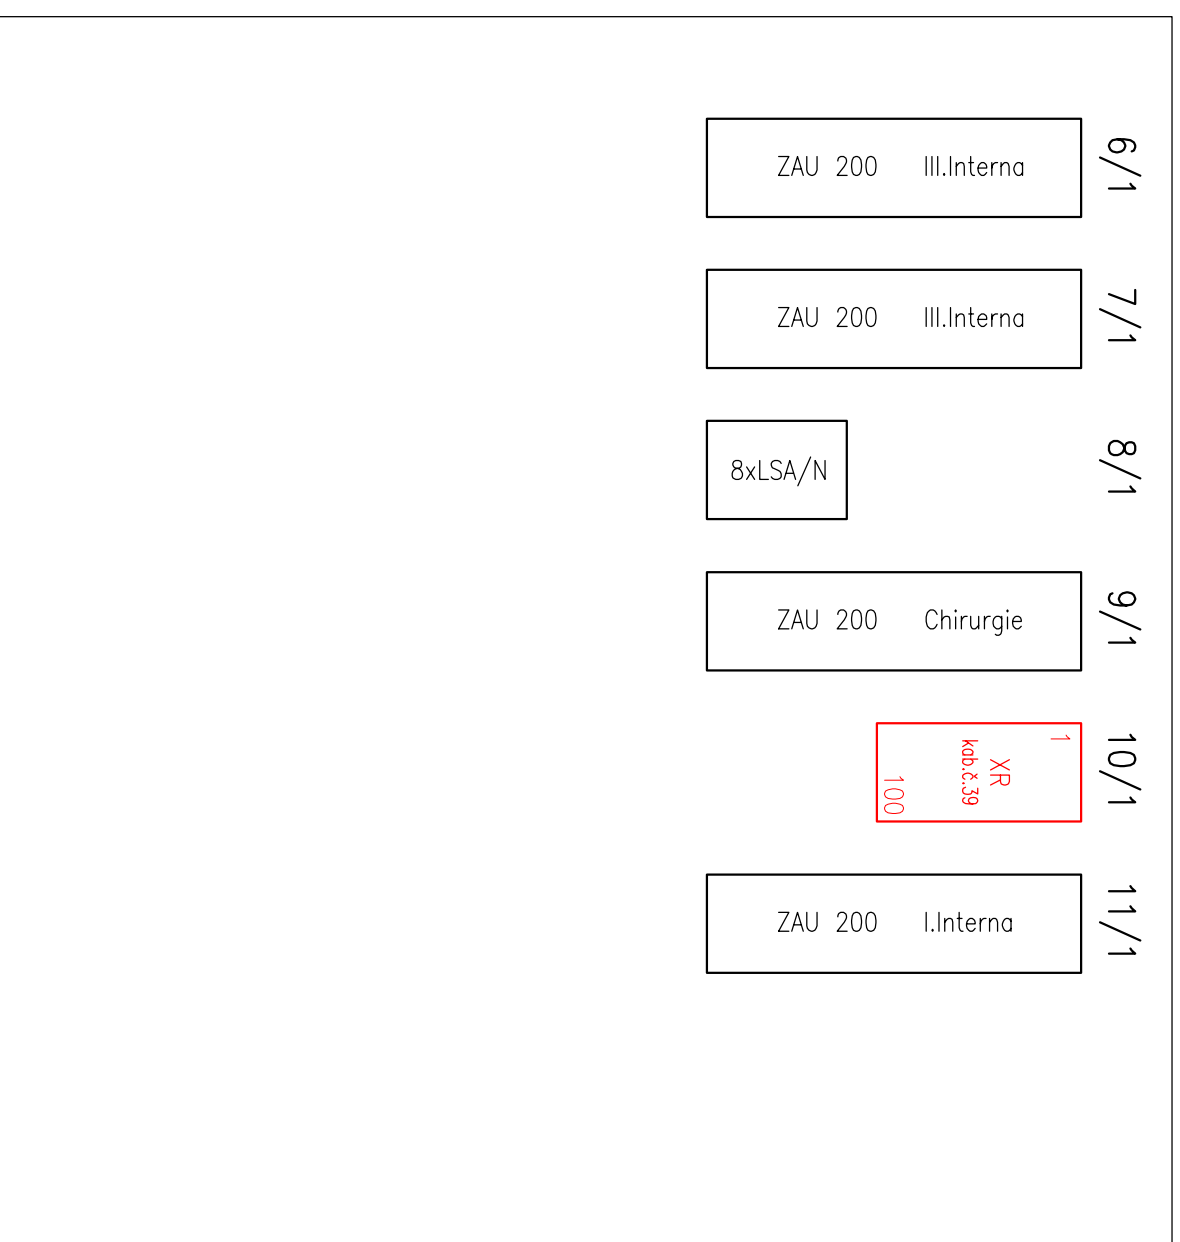 ZAU 200 III.Interna
6/1
ZAU 200 III.Interna
7/1
8xLSA/N
8/1
ZAU 200 Chirurgie
9/1
1
XR
kab.č.39
100
10/1
ZAU 200 I.Interna
11/1